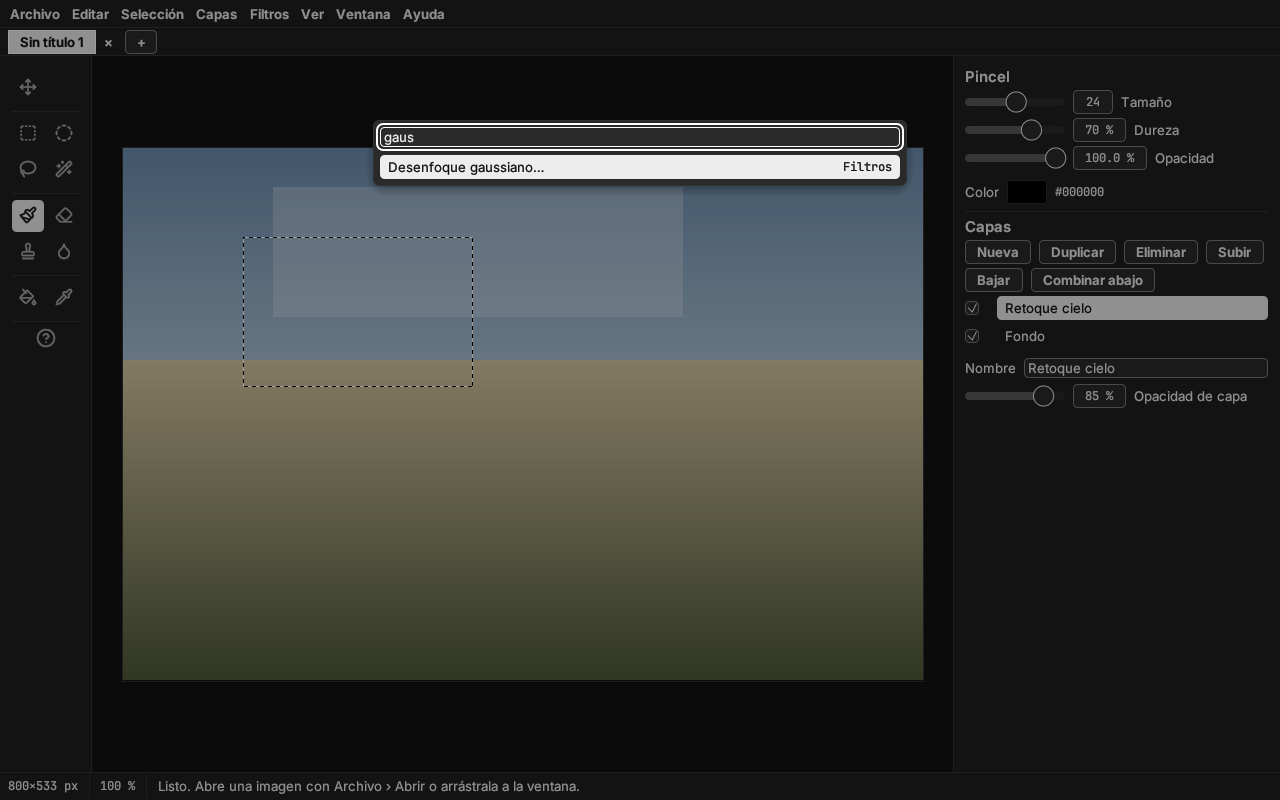 Archivo Editar Selección Capas Filtros Ver Ventana Ayuda
Sin título 1 × +
gaus
Desenfoque gaussiano... Filtros
Pincel
24 Tamaño
70 % Dureza
100.0 % Opacidad
Color #000000
Capas
Nueva Duplicar Eliminar Subir
Bajar Combinar abajo
Retoque cielo
Fondo
Nombre Retoque cielo
85 % Opacidad de capa
800×533 px 100 % Listo. Abre una imagen con Archivo › Abrir o arrástrala a la ventana.